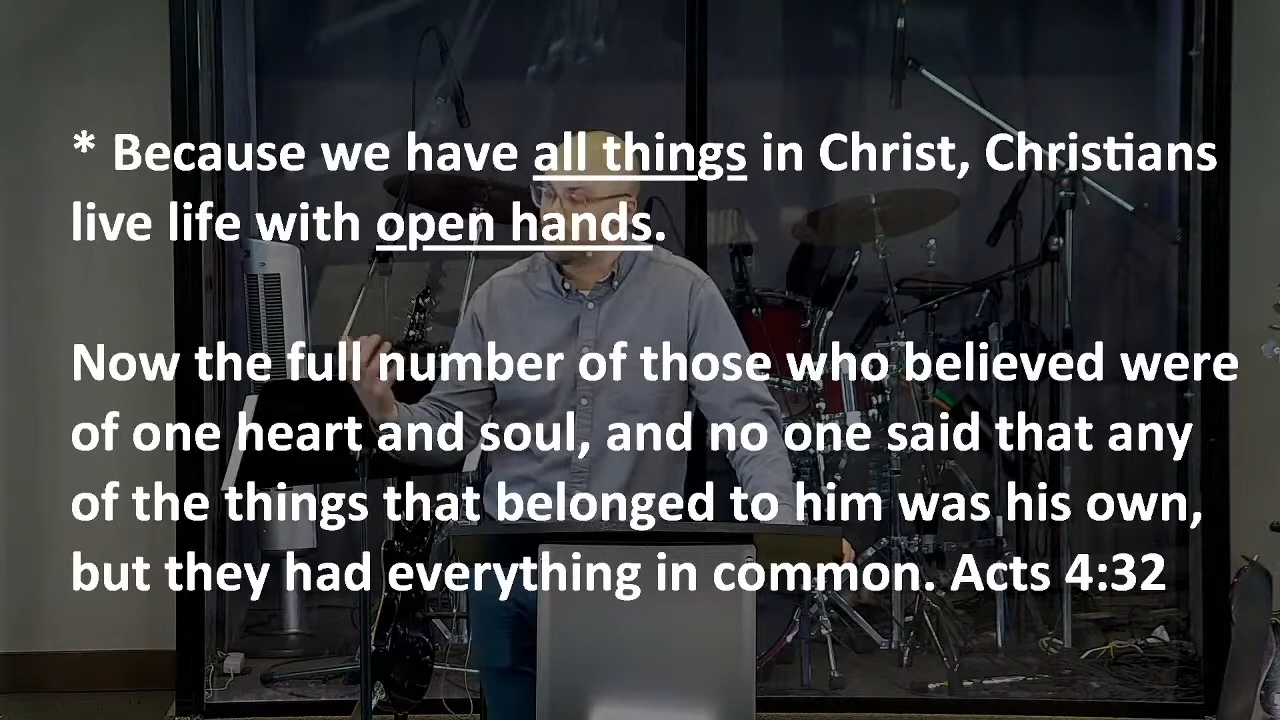 * Because we have all things in Christ, Christians
live life with open hands.
Now the full number of those who believed were
of one heart and soul, and no one said that any
of the things that belonged to him was his own,
but they had everything in common. Acts 4:32